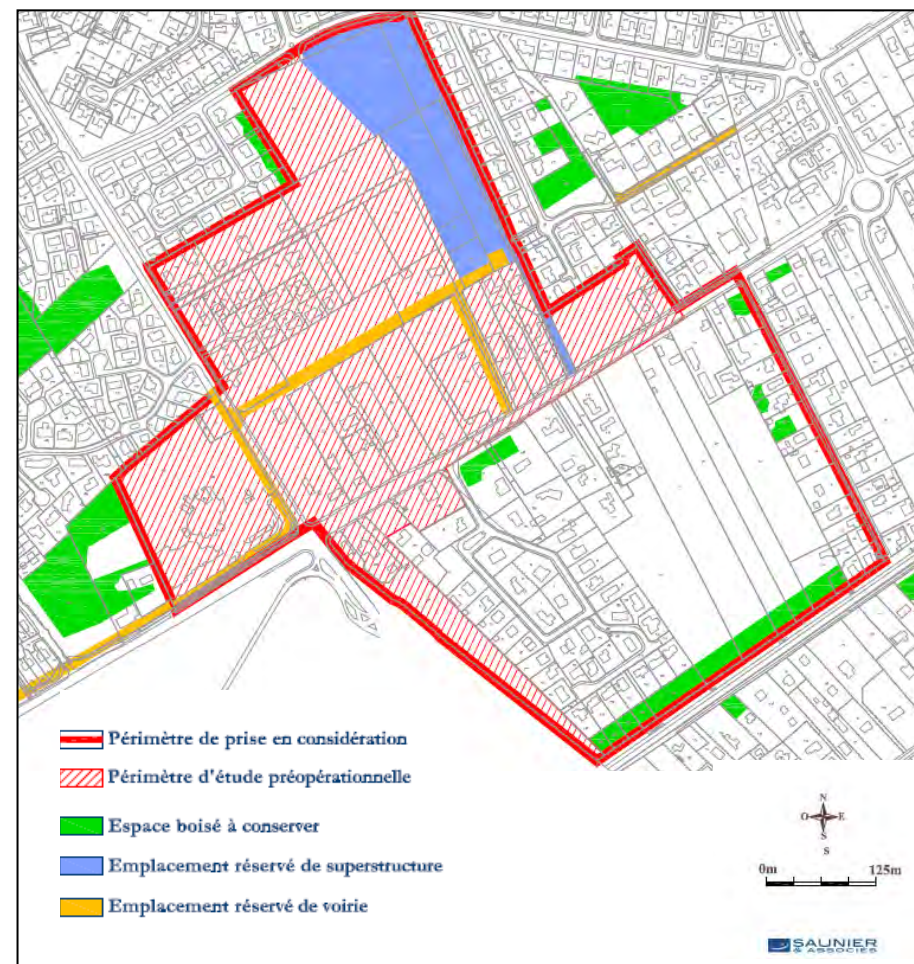 Périmètre de prise en considération
Périmètre d'étude préopérationnelle
Espace boisé à conserver
Emplacement réservé de superstructure
Emplacement réservé de voirie
N
O E
S
S
0m 125m
SAUNIER
& ASSOCIÉS